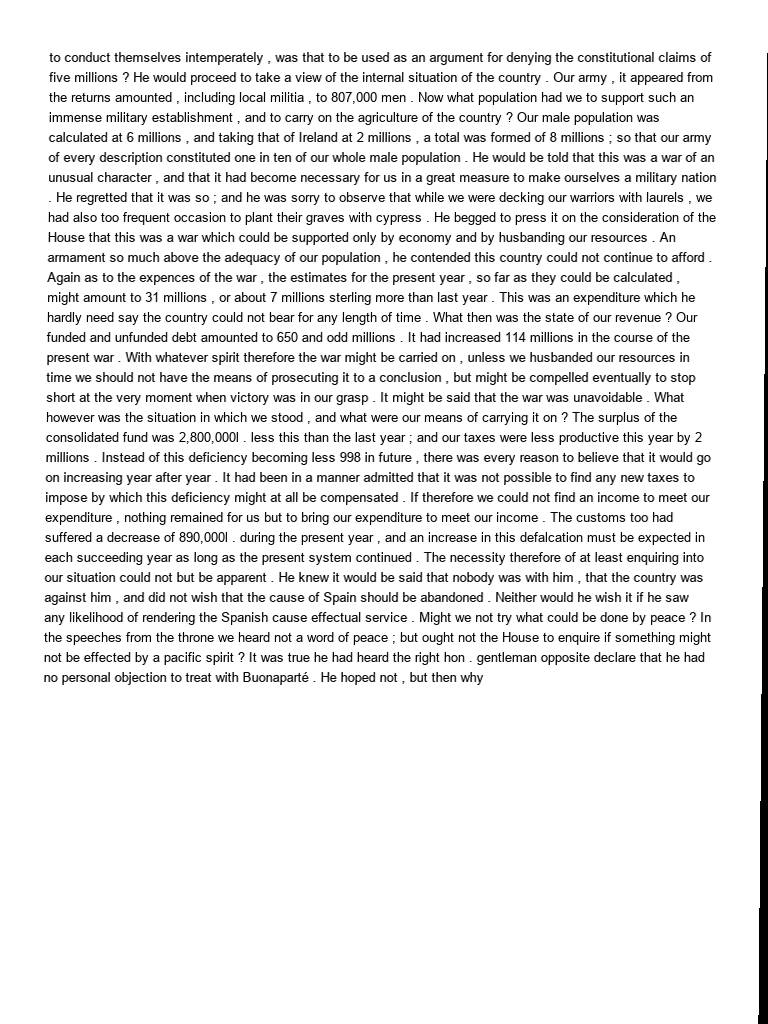 to conduct themselves intemperately , was that to be used as an argument for denying the constitutional claims of
five millions ? He would proceed to take a view of the internal situation of the country . Our army , it appeared from
the returns amounted , including local militia , to 807,000 men . Now what population had we to support such an
immense military establishment , and to carry on the agriculture of the country ? Our male population was
calculated at 6 millions , and taking that of Ireland at 2 millions , a total was formed of 8 millions ; so that our army
of every description constituted one in ten of our whole male population . He would be told that this was a war of an
unusual character , and that it had become necessary for us in a great measure to make ourselves a military nation
. He regretted that it was so ; and he was sorry to observe that while we were decking our warriors with laurels , we
had also too frequent occasion to plant their graves with cypress . He begged to press it on the consideration of the
House that this was a war which could be supported only by economy and by husbanding our resources . An
armament so much above the adequacy of our population , he contended this country could not continue to afford .
Again as to the expences of the war , the estimates for the present year , so far as they could be calculated ,
might amount to 31 millions , or about 7 millions sterling more than last year . This was an expenditure which he
hardly need say the country could not bear for any length of time . What then was the state of our revenue ? Our
funded and unfunded debt amounted to 650 and odd millions . It had increased 114 millions in the course of the
present war . With whatever spirit therefore the war might be carried on , unless we husbanded our resources in
time we should not have the means of prosecuting it to a conclusion , but might be compelled eventually to stop
short at the very moment when victory was in our grasp . It might be said that the war was unavoidable . What
however was the situation in which we stood , and what were our means of carrying it on ? The surplus of the
consolidated fund was 2,800,000l . less this than the last year ; and our taxes were less productive this year by 2
millions . Instead of this deficiency becoming less 998 in future , there was every reason to believe that it would go
on increasing year after year . It had been in a manner admitted that it was not possible to find any new taxes to
impose by which this deficiency might at all be compensated . If therefore we could not find an income to meet our
expenditure , nothing remained for us but to bring our expenditure to meet our income . The customs too had
suffered a decrease of 890,000l . during the present year , and an increase in this defalcation must be expected in
each succeeding year as long as the present system continued . The necessity therefore of at least enquiring into
our situation could not but be apparent . He knew it would be said that nobody was with him , that the country was
against him , and did not wish that the cause of Spain should be abandoned . Neither would he wish it if he saw
any likelihood of rendering the Spanish cause effectual service . Might we not try what could be done by peace ? In
the speeches from the throne we heard not a word of peace ; but ought not the House to enquire if something might
not be effected by a pacific spirit ? It was true he had heard the right hon . gentleman opposite declare that he had
no personal objection to treat with Buonaparté . He hoped not , but then why